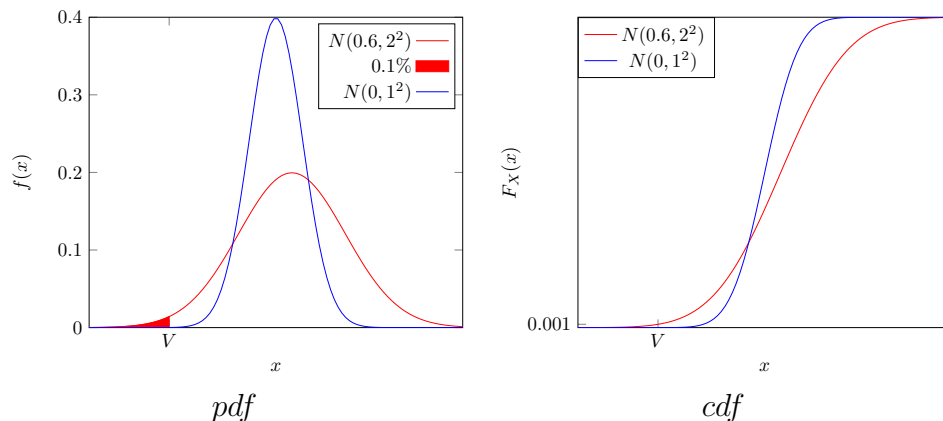 0.4
0.3
0.2
0.1
0
f(x)
V
x
N(0.6, 2²)
0.1%
N(0, 1²)
pdf
N(0.6, 2²)
N(0, 1²)
F_X(x)
0.001
V
x
cdf